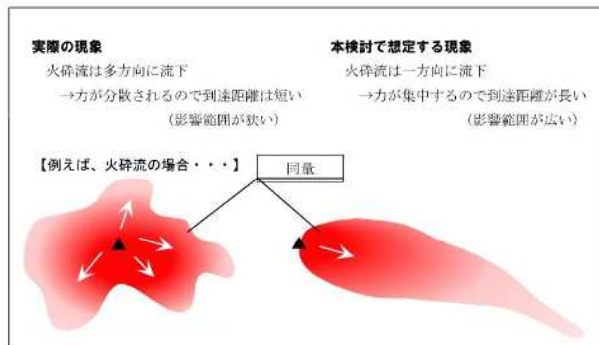 実際の現象
火砕流は多方向に流下
→力が分散されるので到達距離は短い
（影響範囲が狭い）
本検討で想定する現象
火砕流は一方向に流下
→力が集中するので到達距離が長い
（影響範囲が広い）
【例えば、火砕流の場合・・・】
同量